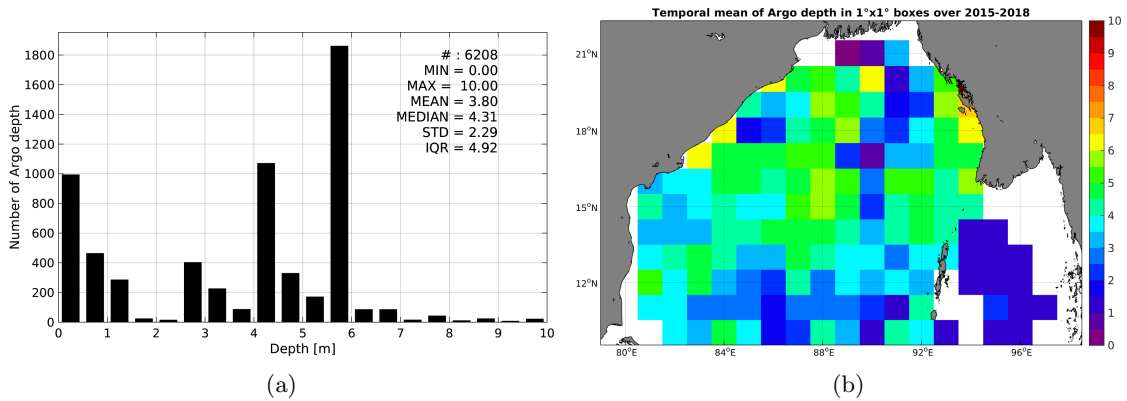 Temporal mean of Argo depth in 1°x1° boxes over 2015-2018
Number of Argo depth
1800
1600
1400
1200
1000
800
600
400
200
0
# : 6208
MIN = 0.00
MAX = 10.00
MEAN = 3.80
MEDIAN = 4.31
STD = 2.29
IQR = 4.92
0 1 2 3 4 5 6 7 8 9 10
Depth [m]
(a)
21°N
18°N
15°N
12°N
80°E 84°E 88°E 92°E 96°E
10
9
8
7
6
5
4
3
2
1
0
(b)